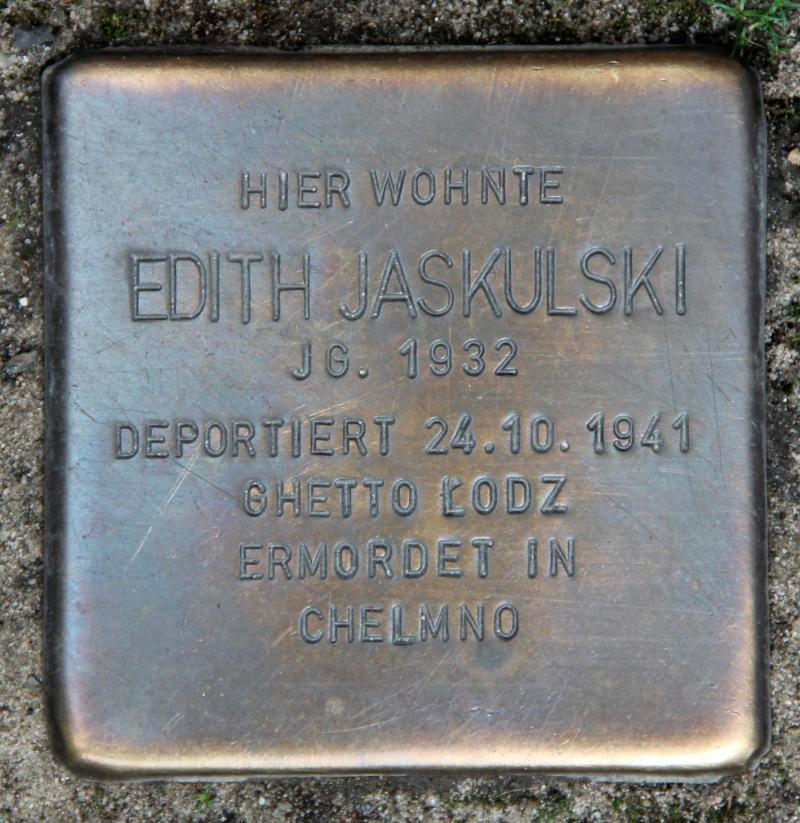 HIER WOHNTE
EDITH JASKULSKI
JG. 1932
DEPORTIERT 24.10.1941
GHETTO ŁODZ
ERMORDET IN
CHELMNO